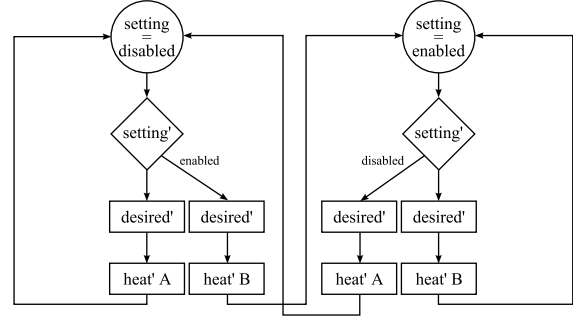 setting
=
disabled
setting
=
enabled
setting'
enabled
setting'
disabled
desired'
desired'
desired'
desired'
heat' A
heat' B
heat' A
heat' B